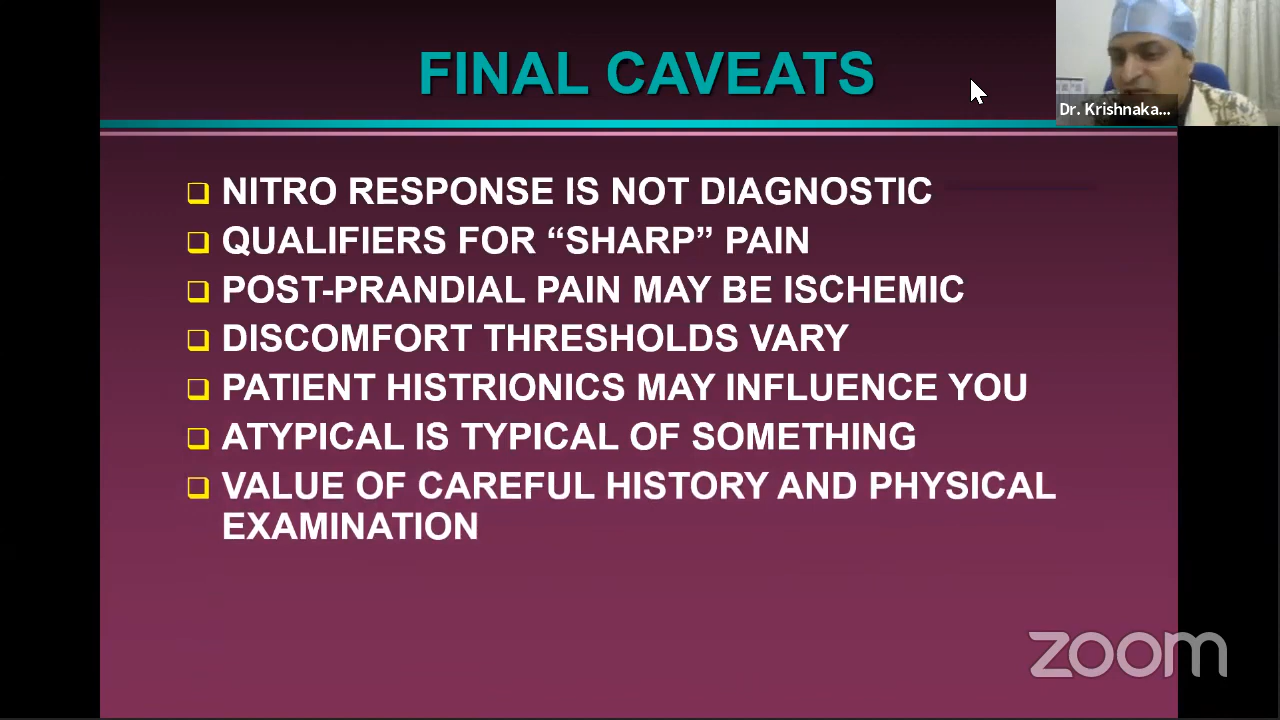 FINAL CAVEATS
Dr. Krishnaka...
NITRO RESPONSE IS NOT DIAGNOSTIC
QUALIFIERS FOR “SHARP” PAIN
POST-PRANDIAL PAIN MAY BE ISCHEMIC
DISCOMFORT THRESHOLDS VARY
PATIENT HISTRIONICS MAY INFLUENCE YOU
ATYPICAL IS TYPICAL OF SOMETHING
VALUE OF CAREFUL HISTORY AND PHYSICAL
EXAMINATION
zoom